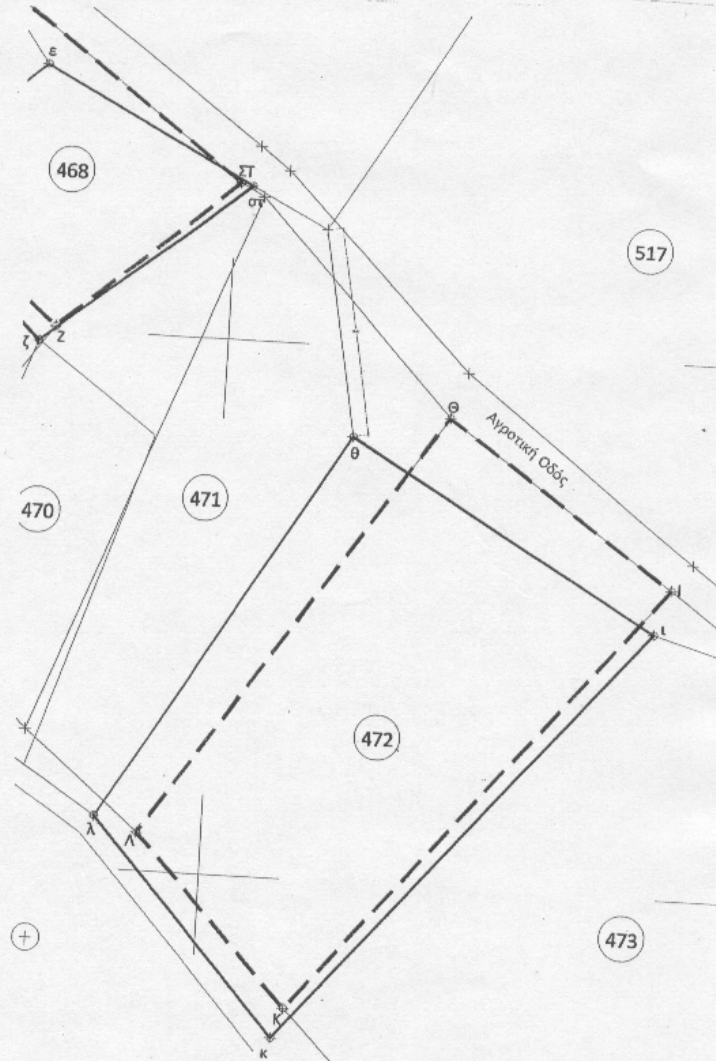 ε
468
ΣΤ
στ
517
ζ
Ζ
Θ
θ
Αγροτική Οδός
470
471
Ι
ι
472
λ
Λ
473
Κ
κ